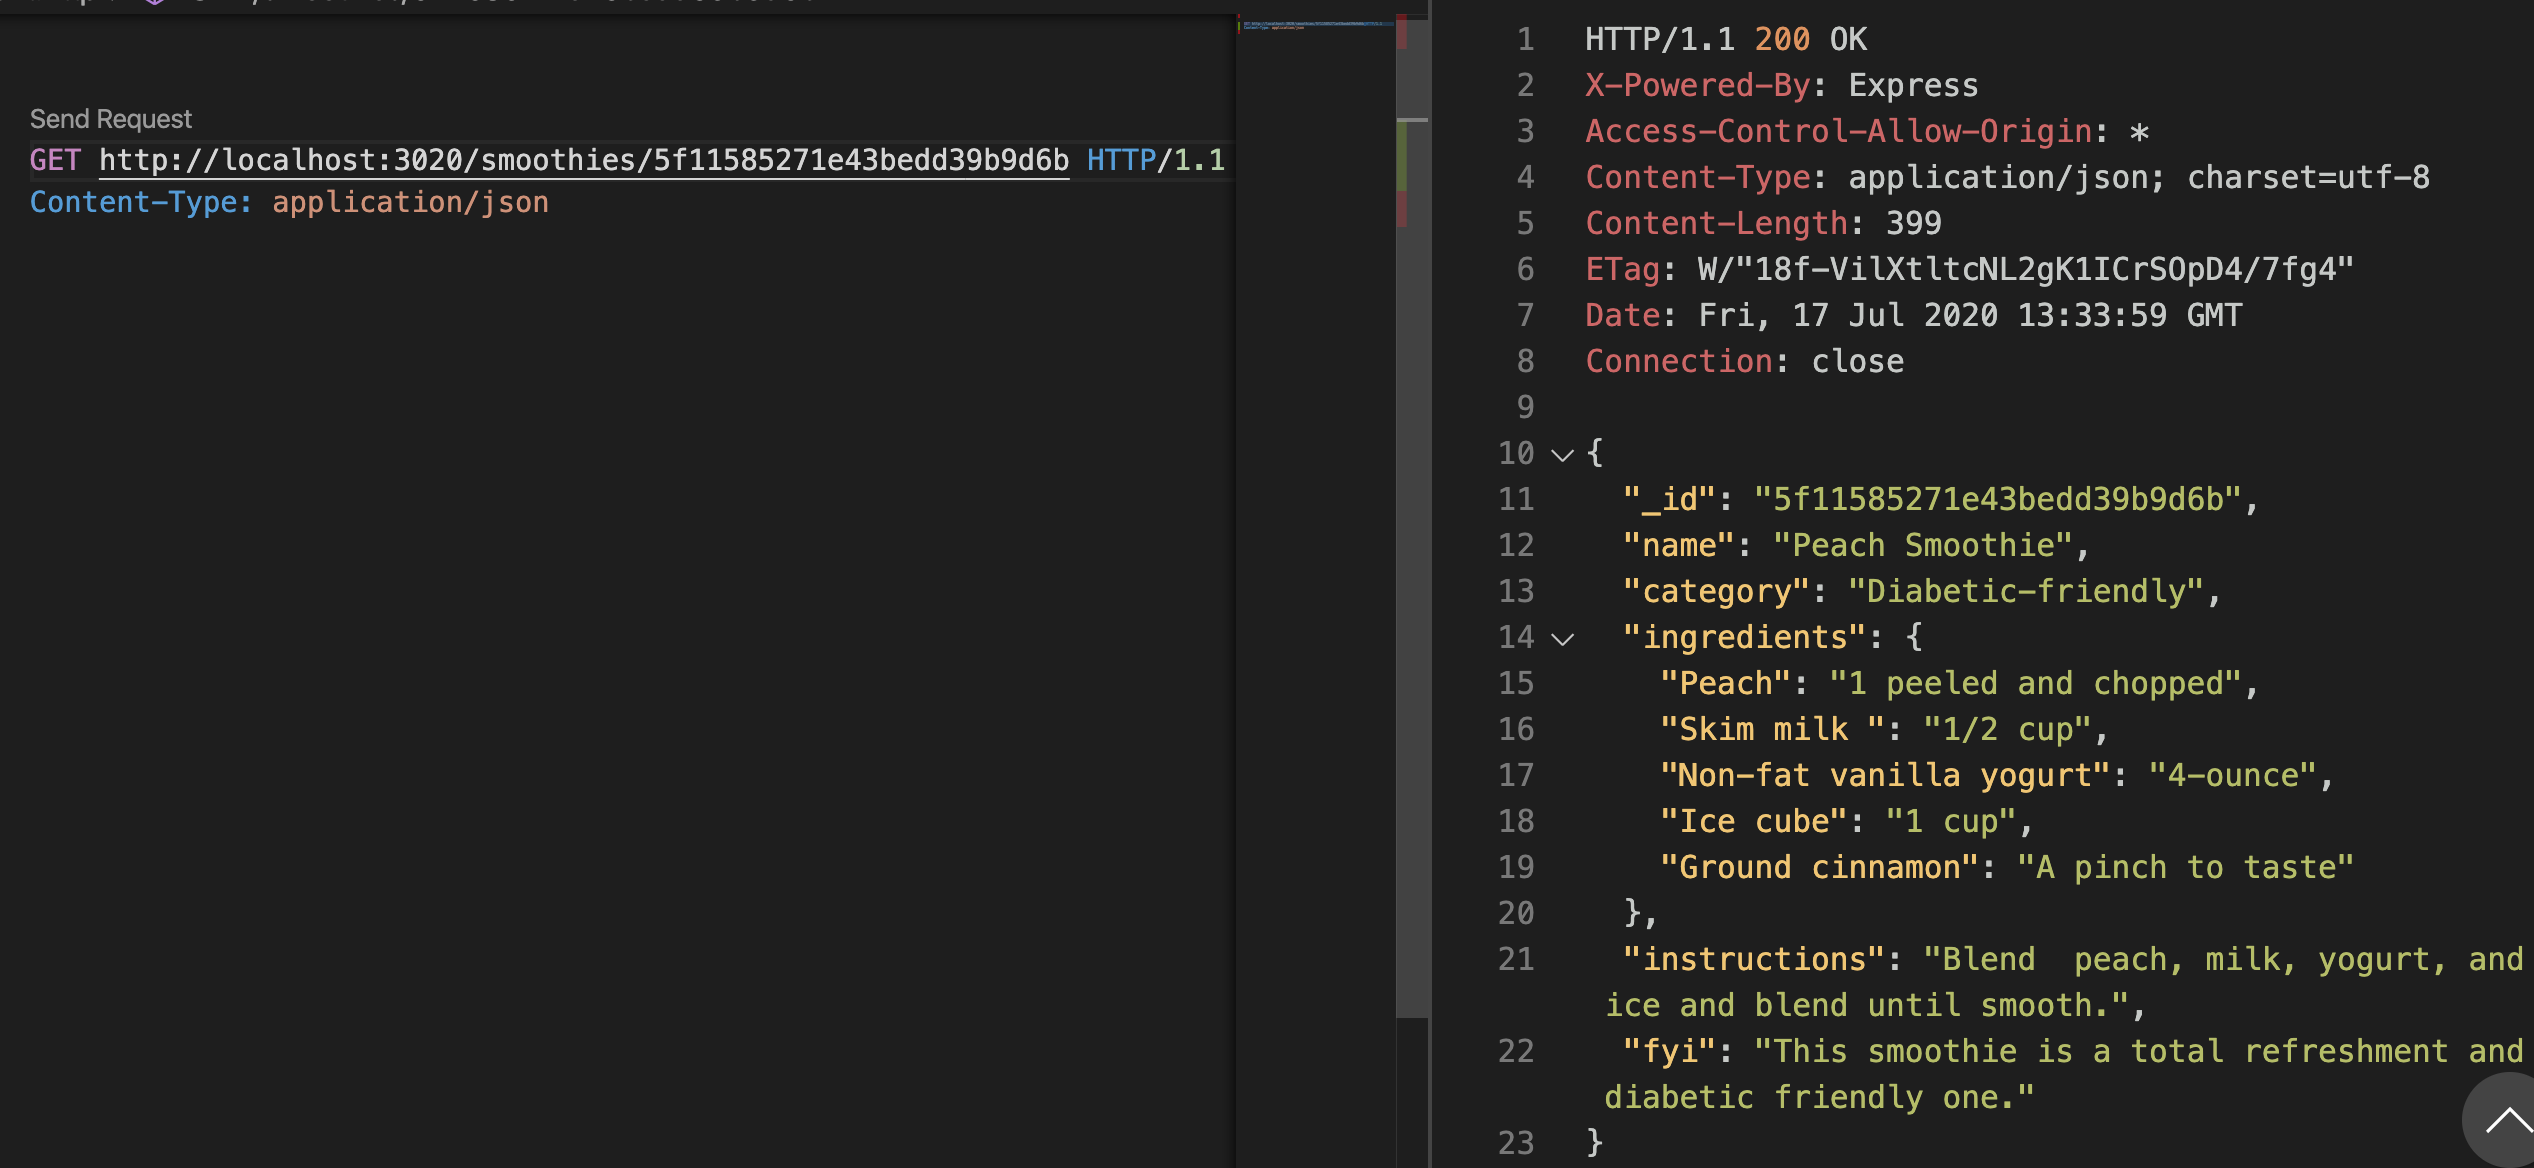 Send Request
GET http://localhost:3020/smoothies/5f11585271e43bedd39b9d6b HTTP/1.1
Content-Type: application/json
1 HTTP/1.1 200 OK
2 X-Powered-By: Express
3 Access-Control-Allow-Origin: *
4 Content-Type: application/json; charset=utf-8
5 Content-Length: 399
6 ETag: W/"18f-VilXtltcNL2gK1ICrSOpD4/7fg4"
7 Date: Fri, 17 Jul 2020 13:33:59 GMT
8 Connection: close
9
10 {
11 "_id": "5f11585271e43bedd39b9d6b",
12 "name": "Peach Smoothie",
13 "category": "Diabetic-friendly",
14 "ingredients": {
15 "Peach": "1 peeled and chopped",
16 "Skim milk ": "1/2 cup",
17 "Non-fat vanilla yogurt": "4-ounce",
18 "Ice cube": "1 cup",
19 "Ground cinnamon": "A pinch to taste"
20 },
21 "instructions": "Blend  peach, milk, yogurt, and
ice and blend until smooth.",
22 "fyi": "This smoothie is a total refreshment and
diabetic friendly one."
23 }